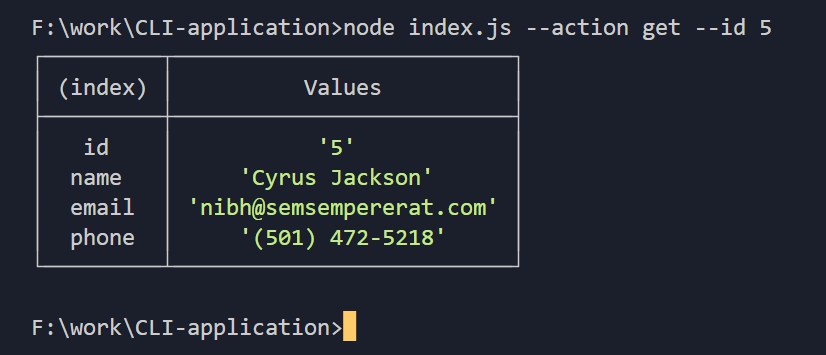 F:\work\CLI-application>node index.js --action get --id 5
(index) Values
id '5'
name 'Cyrus Jackson'
email 'nibh@semsempererat.com'
phone '(501) 472-5218'
F:\work\CLI-application>